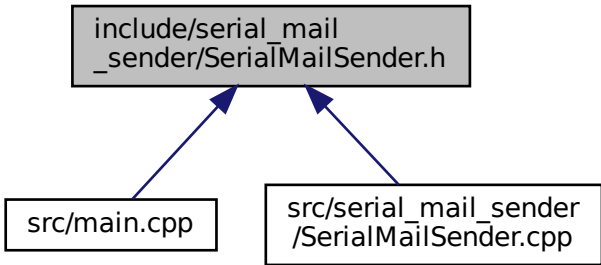 include/serial_mail
_sender/SerialMailSender.h
src/main.cpp
src/serial_mail_sender
/SerialMailSender.cpp